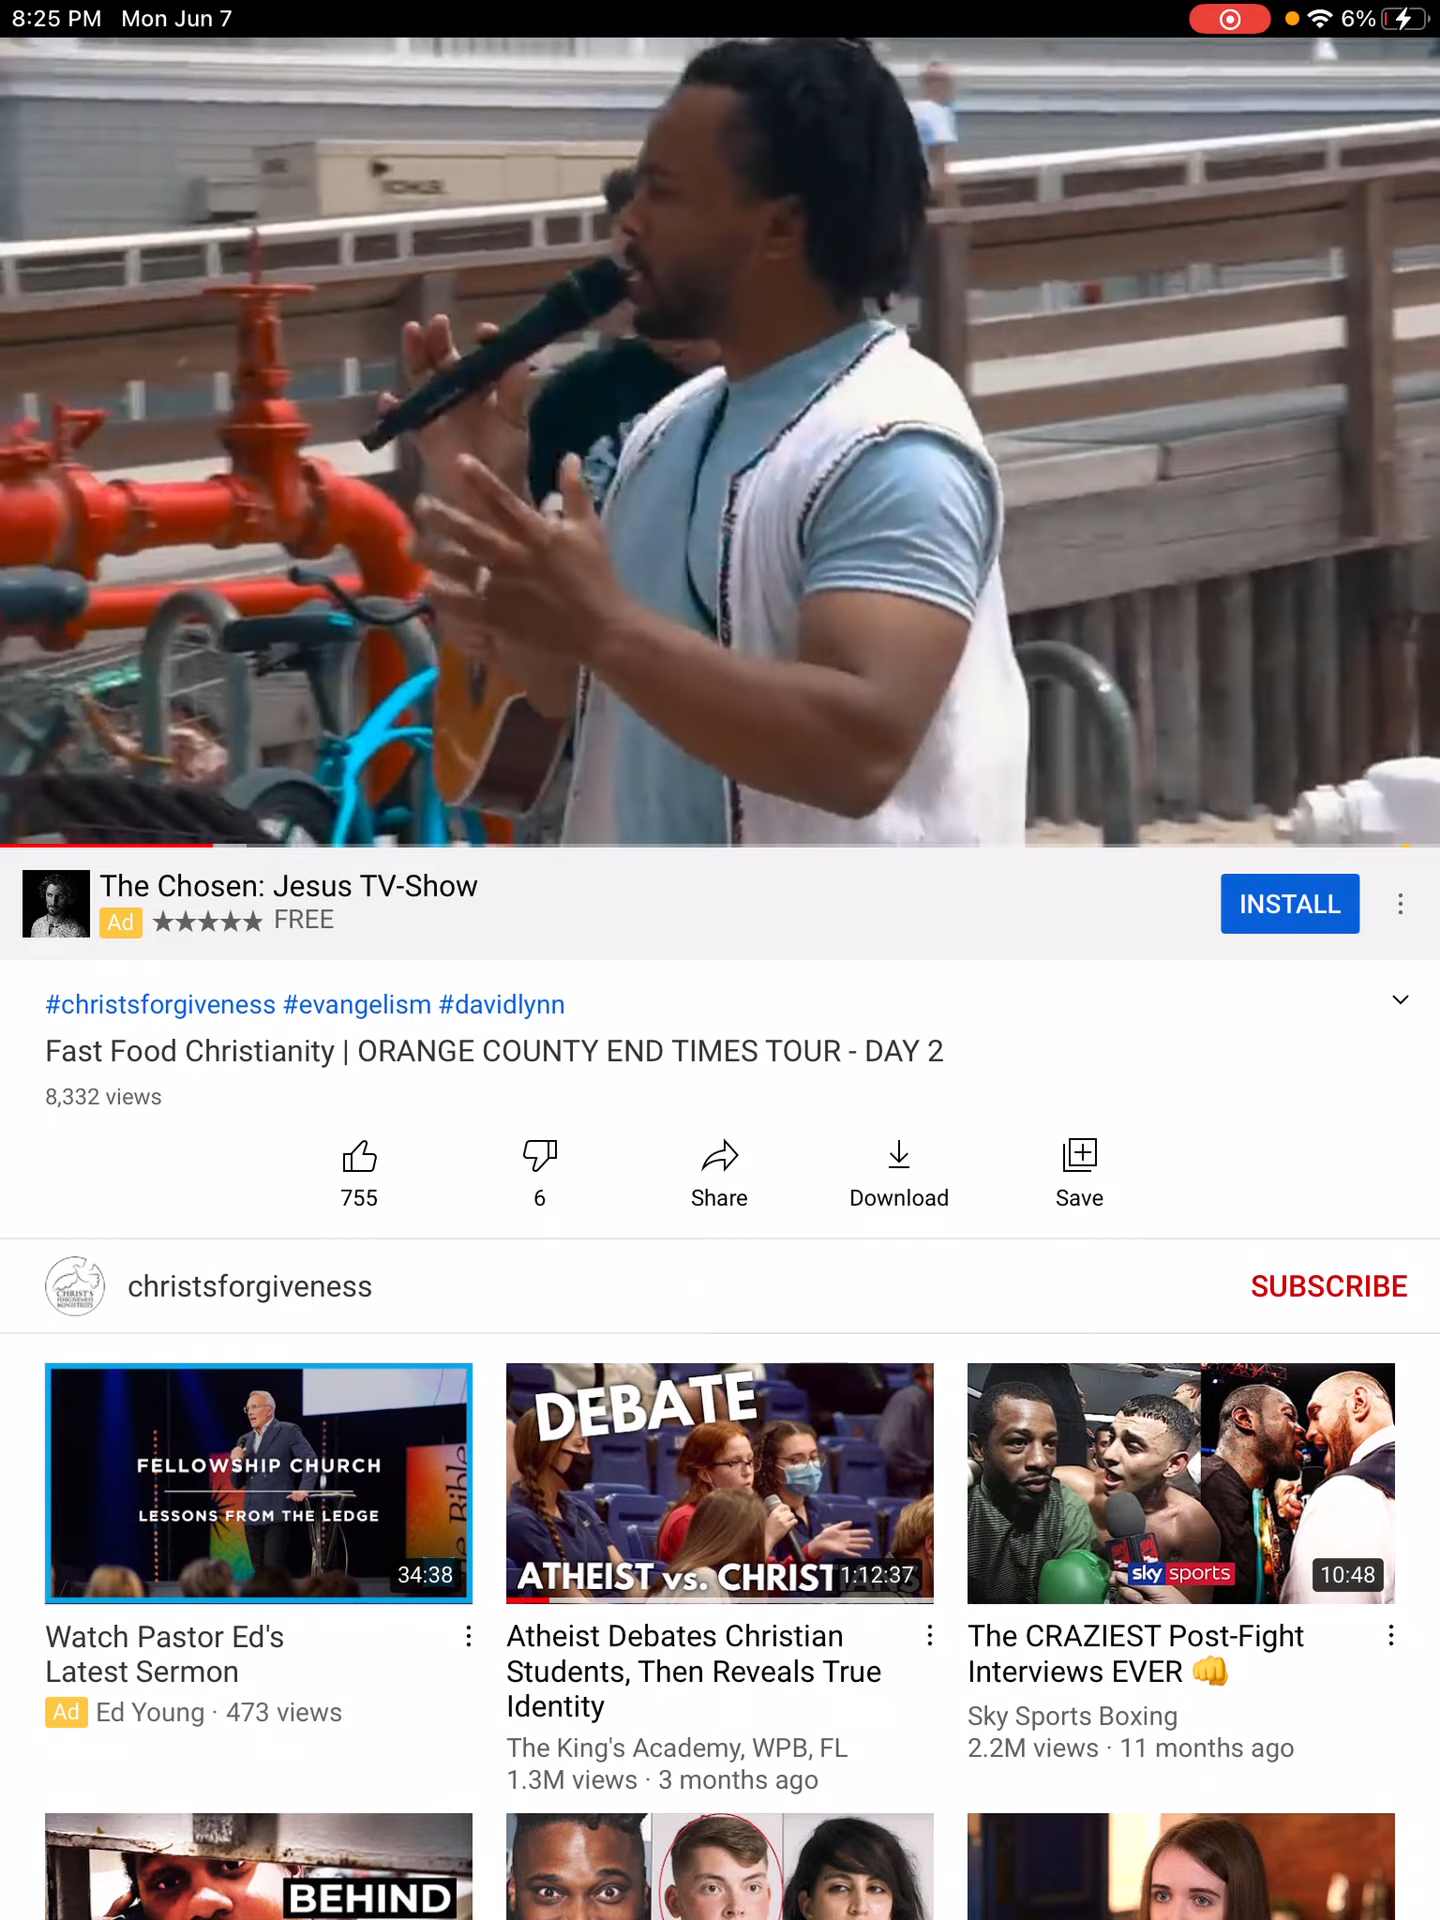 8:25 PM Mon Jun 7
6%
The Chosen: Jesus TV-Show
Ad ★★★★★ FREE
INSTALL
#christsforgiveness #evangelism #davidlynn
Fast Food Christianity | ORANGE COUNTY END TIMES TOUR - DAY 2
8,332 views
755
6
Share
Download
Save
CHRIST'S
FORGIVENESS
MINISTRIES
christsforgiveness
SUBSCRIBE
FELLOWSHIP CHURCH
LESSONS FROM THE LEDGE
e Bible
34:38
Watch Pastor Ed's
Latest Sermon
Ad Ed Young · 473 views
DEBATE
ATHEIST vs. CHRISTIANS
1:12:37
Atheist Debates Christian
Students, Then Reveals True
Identity
The King's Academy, WPB, FL
1.3M views · 3 months ago
sky sports
10:48
The CRAZIEST Post-Fight
Interviews EVER 👊
Sky Sports Boxing
2.2M views · 11 months ago
BEHIND